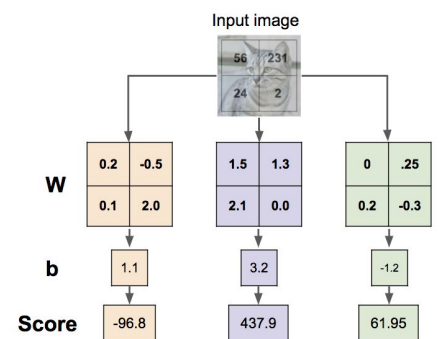 Input image
56 231
24 2
W
0.2 -0.5 1.5 1.3 0 .25
0.1 2.0 2.1 0.0 0.2 -0.3
b 1.1 3.2 -1.2
Score -96.8 437.9 61.95